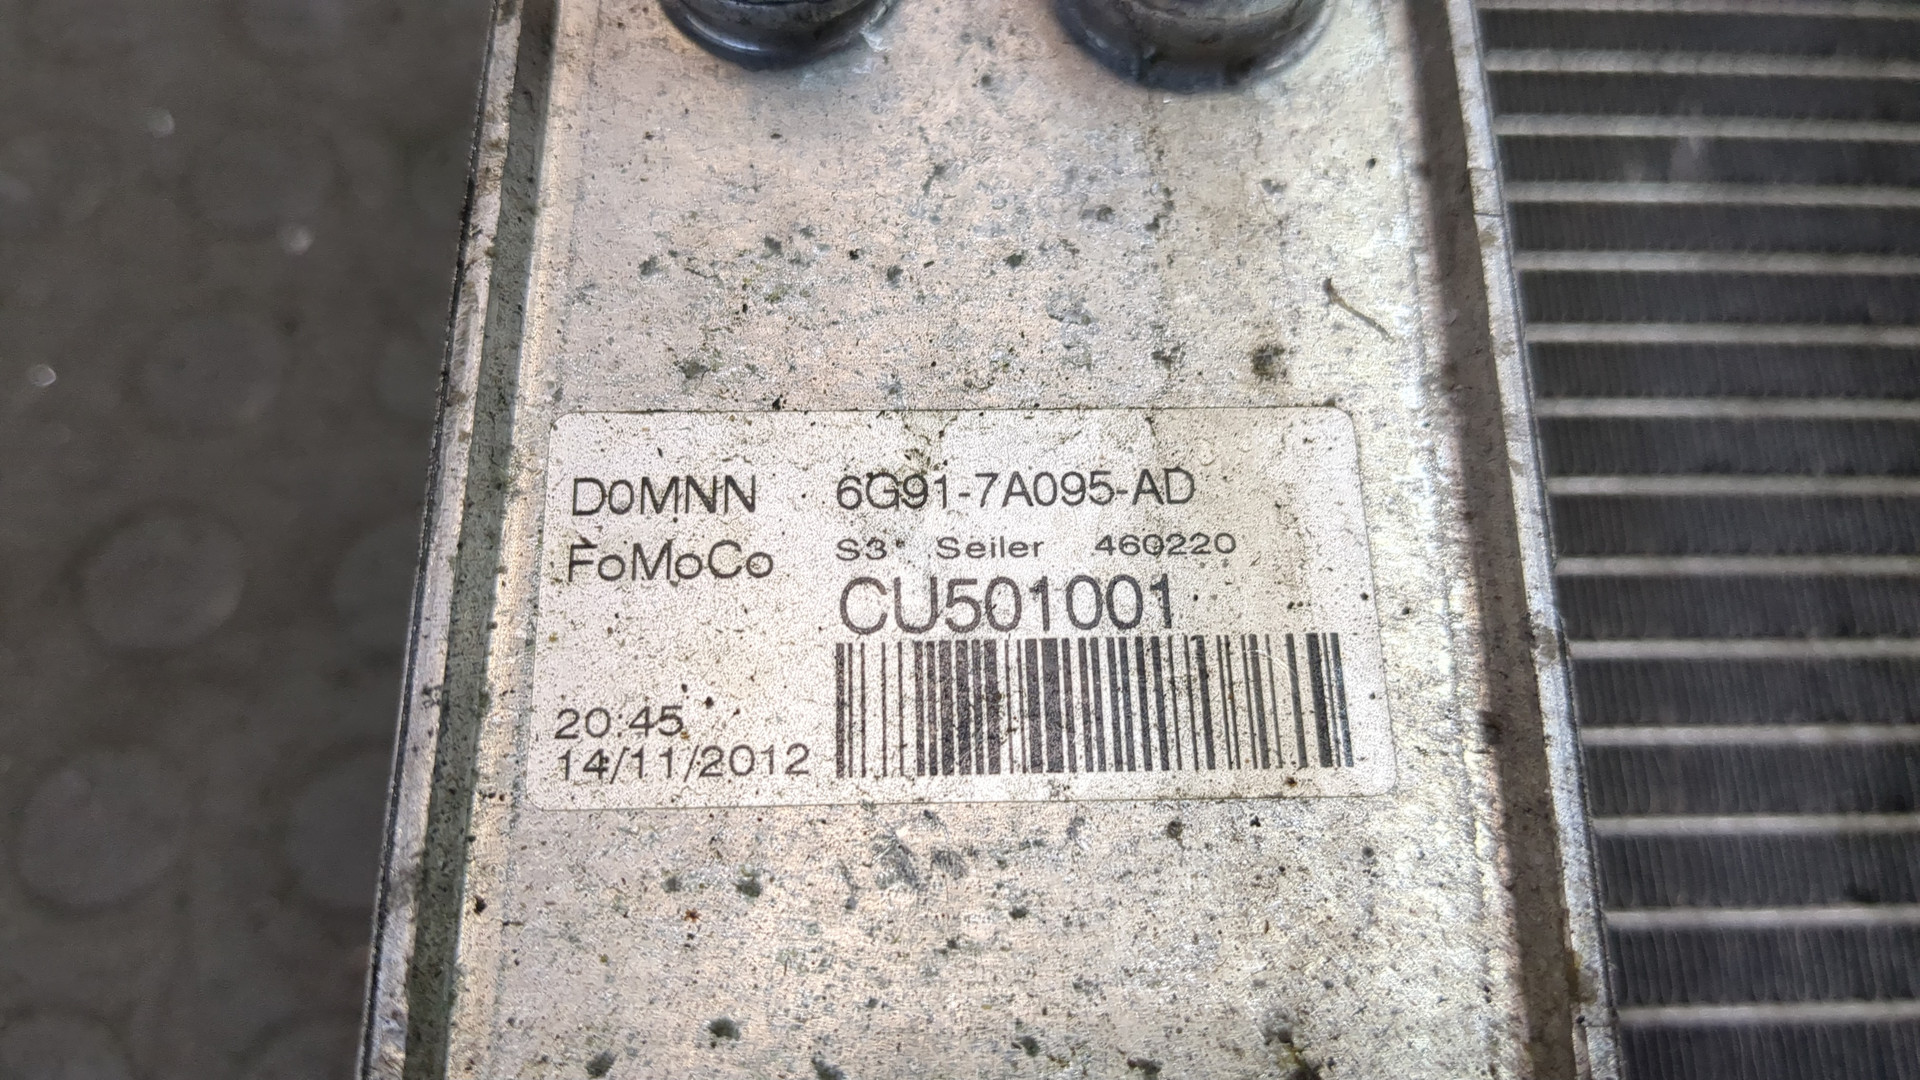 D0MNN 6G91-7A095-AD
FoMoCo S3* Seiler 460220
CU501001
20:45
14/11/2012